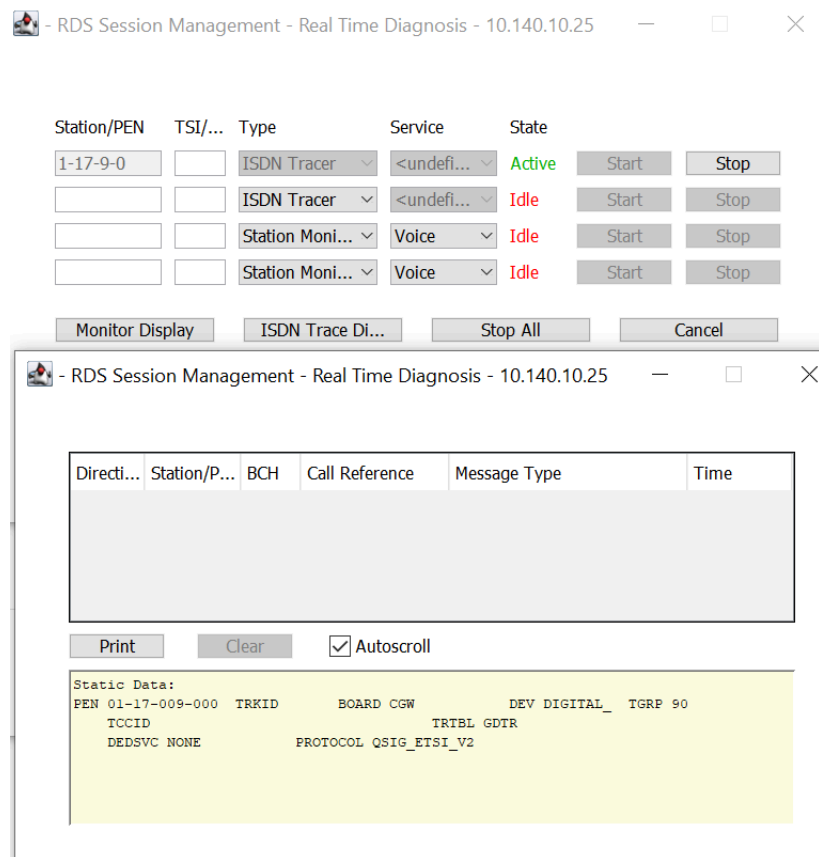 - RDS Session Management - Real Time Diagnosis - 10.140.10.25
Station/PEN TSI/... Type Service State
1-17-9-0 ISDN Tracer <undefi... Active Start Stop
ISDN Tracer <undefi... Idle Start Stop
Station Moni... Voice Idle Start Stop
Station Moni... Voice Idle Start Stop
Monitor Display ISDN Trace Di... Stop All Cancel
- RDS Session Management - Real Time Diagnosis - 10.140.10.25
Directi... Station/P... BCH Call Reference Message Type Time
Print Clear Autoscroll
Static Data:
PEN 01-17-009-000 TRKID BOARD CGW DEV DIGITAL_ TGRP 90
TCCID TRTBL GDTR
DEDSVC NONE PROTOCOL QSIG_ETSI_V2